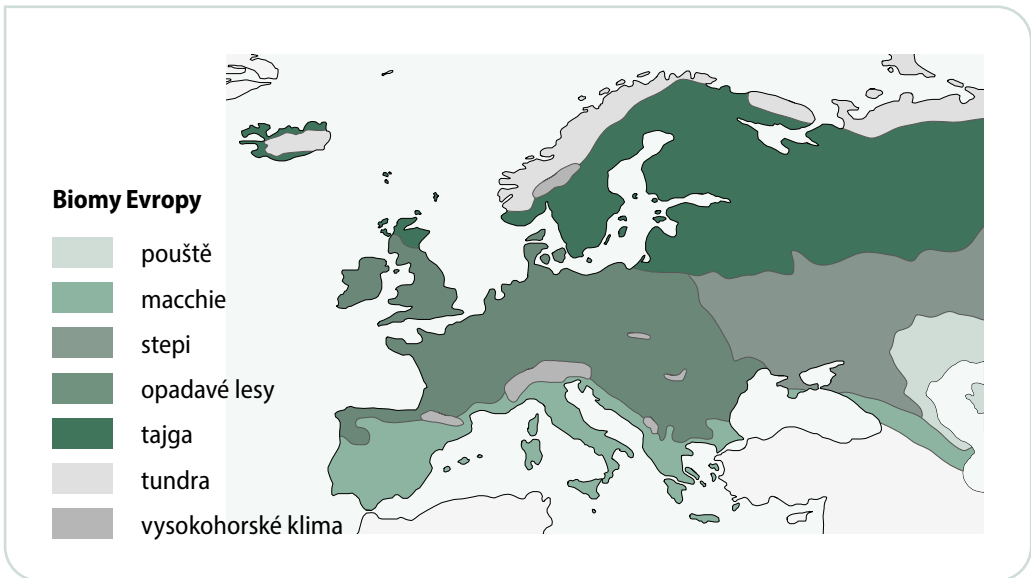 Biomy Evropy
pouště
macchie
stepi
opadavé lesy
tajga
tundra
vysokohorské klima